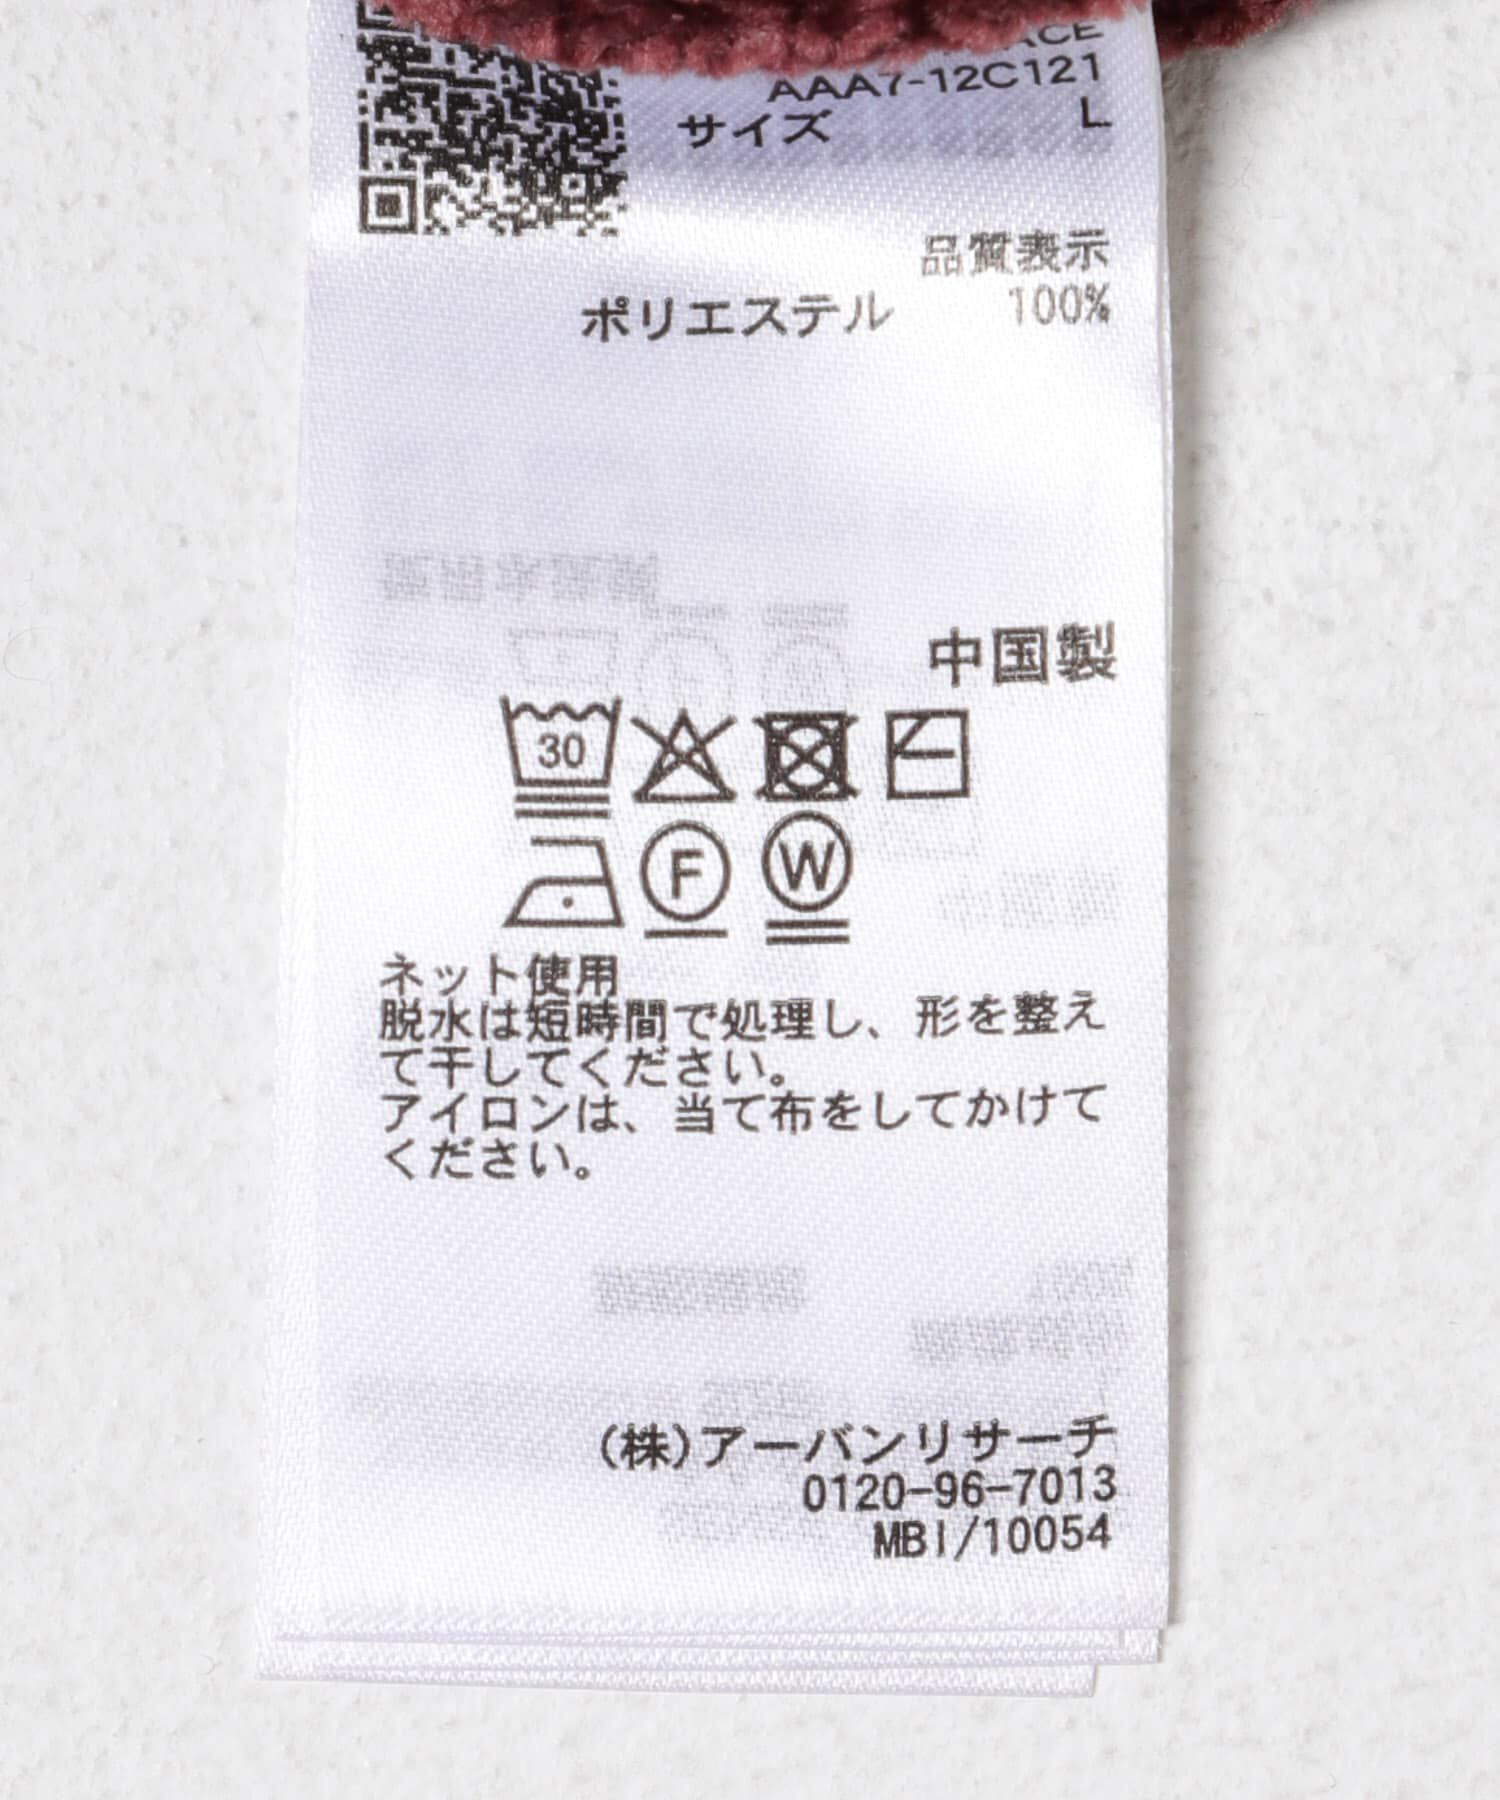 AAA7-12C121
サイズ L
品質表示
ポリエステル 100%
中国製
30
F W
ネット使用
脱水は短時間で処理し、形を整え
て干してください。
アイロンは、当て布をしてかけて
ください。
(株)アーバンリサーチ
0120-96-7013
MBI/10054